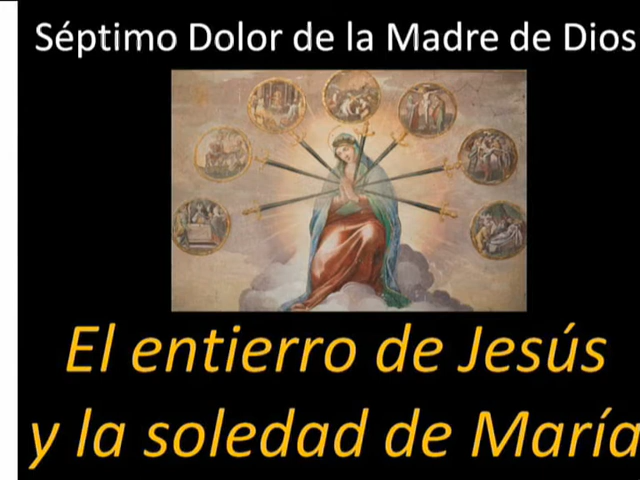 Séptimo Dolor de la Madre de Dios
El entierro de Jesús
y la soledad de María